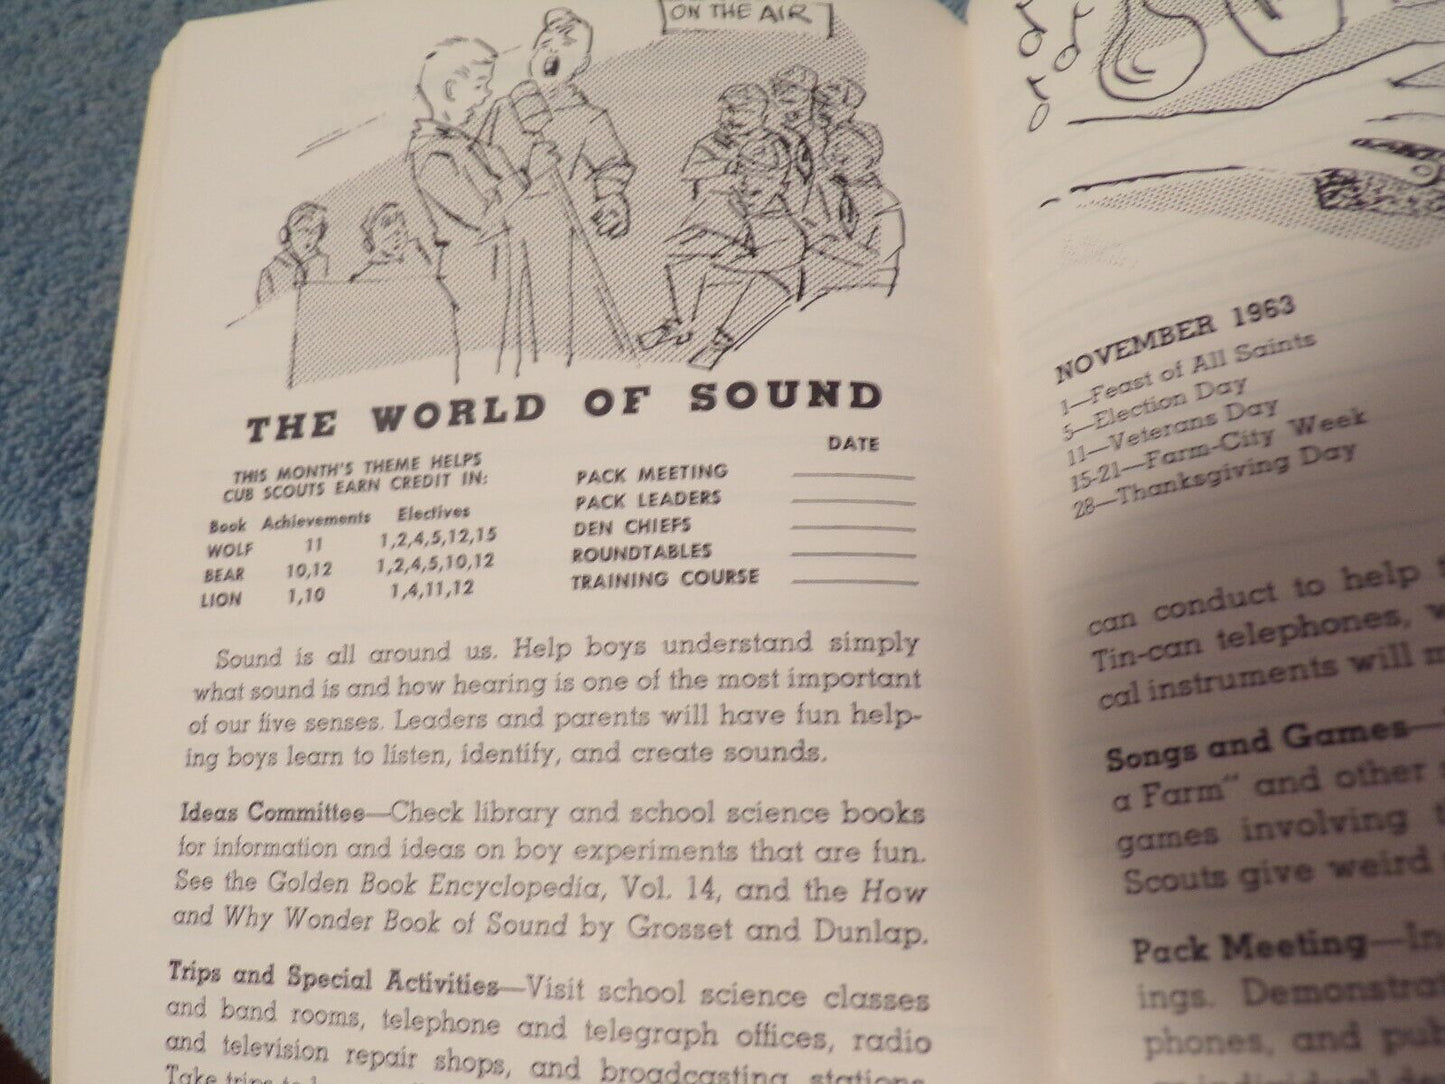 ON THE AIR
THE WORLD OF SOUND
THIS MONTH'S THEME HELPS
CUB SCOUTS EARN CREDIT IN:
Book Achievements Electives
WOLF 11 1,2,4,5,12,15
BEAR 10,12 1,2,4,5,10,12
LION 1,10 1,4,11,12
DATE
PACK MEETING
PACK LEADERS
DEN CHIEFS
ROUNDTABLES
TRAINING COURSE
Sound is all around us. Help boys understand simply
what sound is and how hearing is one of the most important
of our five senses. Leaders and parents will have fun help-
ing boys learn to listen, identify, and create sounds.
Ideas Committee—Check library and school science books
for information and ideas on boy experiments that are fun.
See the Golden Book Encyclopedia, Vol. 14, and the How
and Why Wonder Book of Sound by Grosset and Dunlap.
Trips and Special Activities—Visit school science classes
and band rooms, telephone and telegraph offices, radio
and television repair shops, and broadcasting stations.
Take trips to
NOVEMBER 1963
1—Feast of All Saints
5—Election Day
11—Veterans Day
15-21—Farm-City Week
28—Thanksgiving Day
can conduct to help
Tin-can telephones,
cal instruments will
Songs and Games—
a Farm" and other
games involving
Scouts give weird
Pack Meeting—In
ings. Demonstrat
phones, and pu